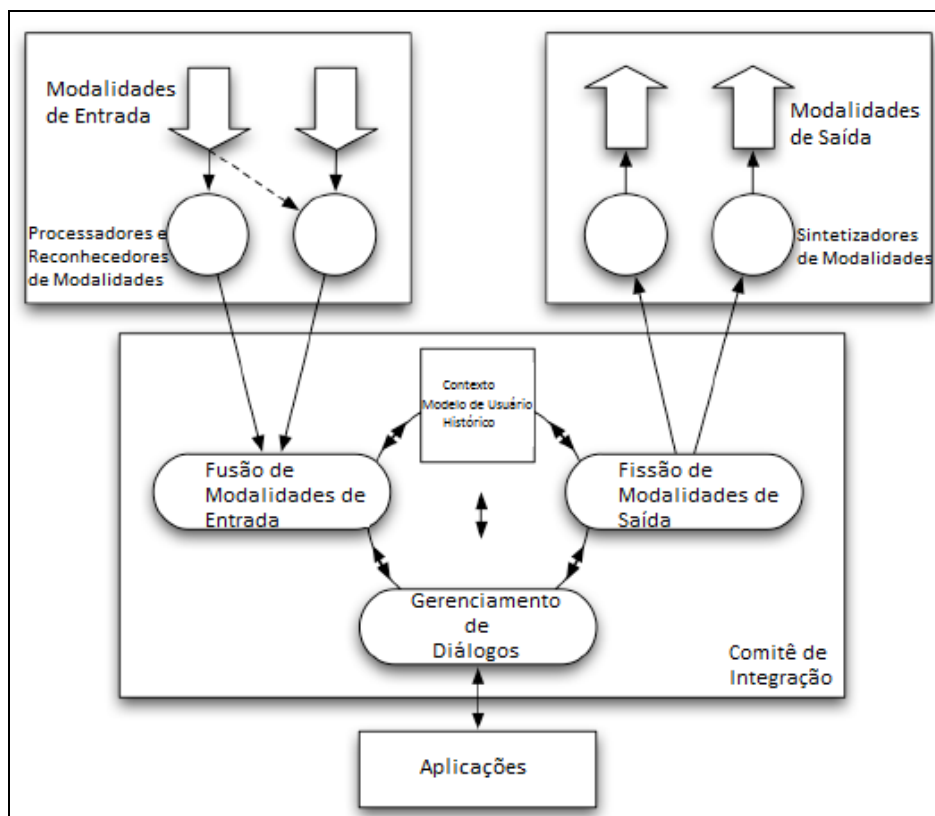 Modalidades
de Entrada
Processadores e
Reconhecedores
de Modalidades
Modalidades
de Saída
Sintetizadores
de Modalidades
Contexto
Modelo de Usuário
Histórico
Fusão de
Modalidades de
Entrada
Fissão de
Modalidades de
Saída
Gerenciamento
de
Diálogos
Comitê de
Integração
Aplicações